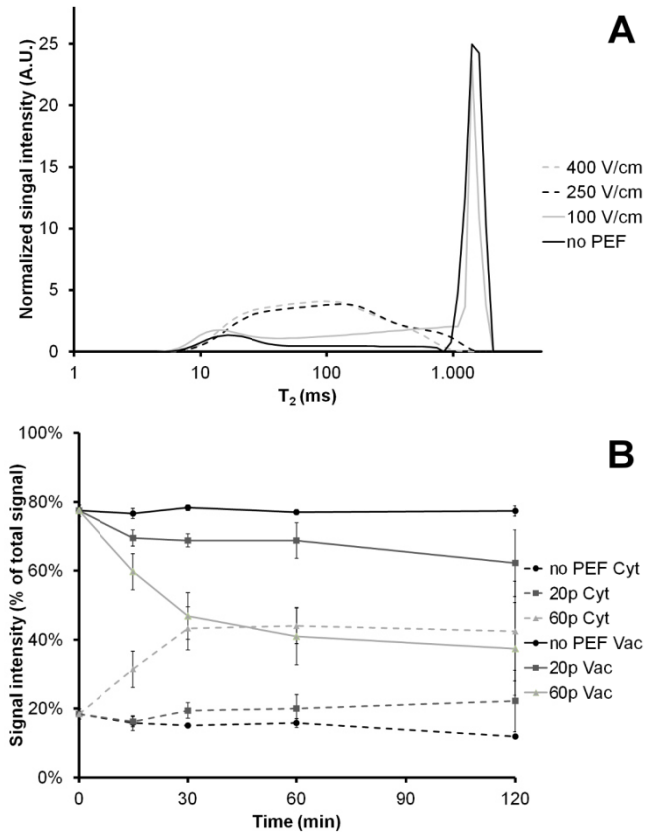 A
Normalized singal intensity (A.U.)
25
20
15
10
5
0
1
10
100
1.000
T2 (ms)
400 V/cm
250 V/cm
100 V/cm
no PEF
B
Signal intensity (% of total signal)
100%
80%
60%
40%
20%
0%
0
30
60
90
120
Time (min)
no PEF Cyt
20p Cyt
60p Cyt
no PEF Vac
20p Vac
60p Vac